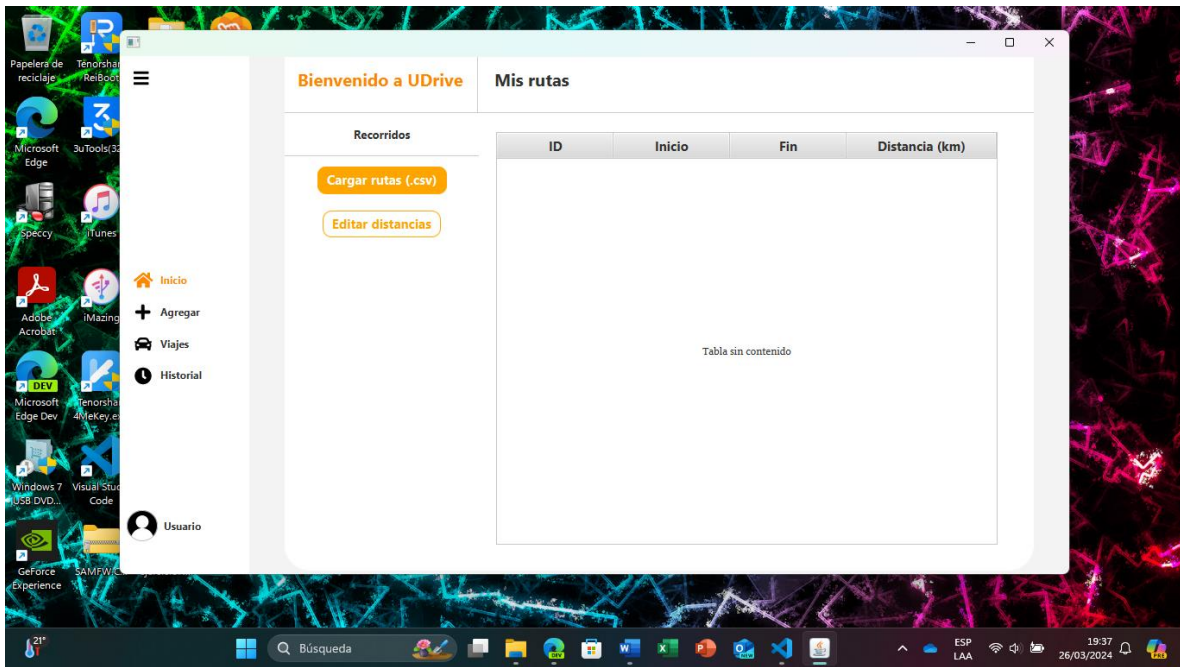 Papelera de
reciclaje
Tenorshar
ReiBoot
Microsoft
Edge
3uTools(32
Speccy
iTunes
Adobe
Acrobat
iMazing
DEV
Microsoft
Edge Dev
Tenorshar
4MeKey.ex
Windows 7
USB DVD...
Visual Stud
Code
GeForce
Experience
SAMFW.C
Bienvenido a UDrive
Mis rutas
Recorridos
Cargar rutas (.csv)
Editar distancias
ID Inicio Fin Distancia (km)
Tabla sin contenido
Inicio
Agregar
Viajes
Historial
Usuario
21°
Búsqueda
ESP
LAA
19:37
26/03/2024